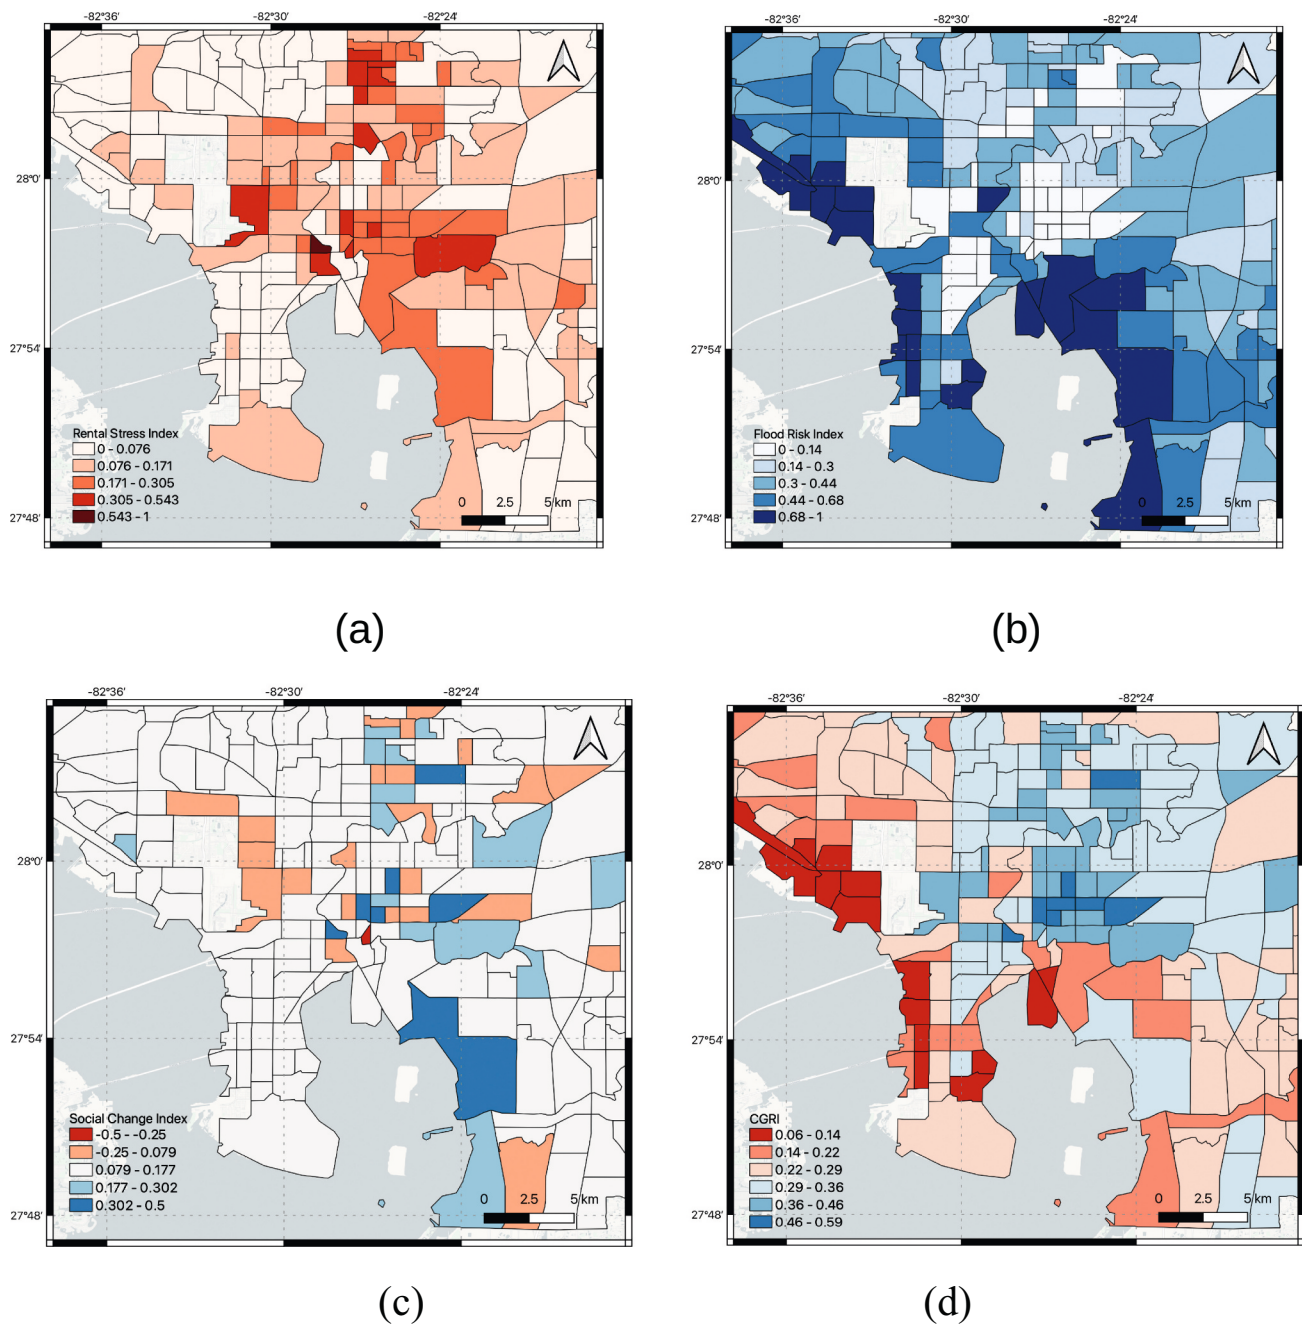 -82°36' -82°30' -82°24'
28°0'
27°54'
27°48'
Rental Stress Index
0 - 0.076
0.076 - 0.171
0.171 - 0.305
0.305 - 0.543
0.543 - 1
0 2.5 5 km
(a)
-82°36' -82°30' -82°24'
28°0'
27°54'
27°48'
Flood Risk Index
0 - 0.14
0.14 - 0.3
0.3 - 0.44
0.44 - 0.68
0.68 - 1
0 2.5 5 km
(b)
-82°36' -82°30' -82°24'
28°0'
27°54'
27°48'
Social Change Index
-0.5 - -0.25
-0.25 - 0.079
0.079 - 0.177
0.177 - 0.302
0.302 - 0.5
0 2.5 5 km
(c)
-82°36' -82°30' -82°24'
28°0'
27°54'
27°48'
CGRI
0.06 - 0.14
0.14 - 0.22
0.22 - 0.29
0.29 - 0.36
0.36 - 0.46
0.46 - 0.59
0 2.5 5 km
(d)